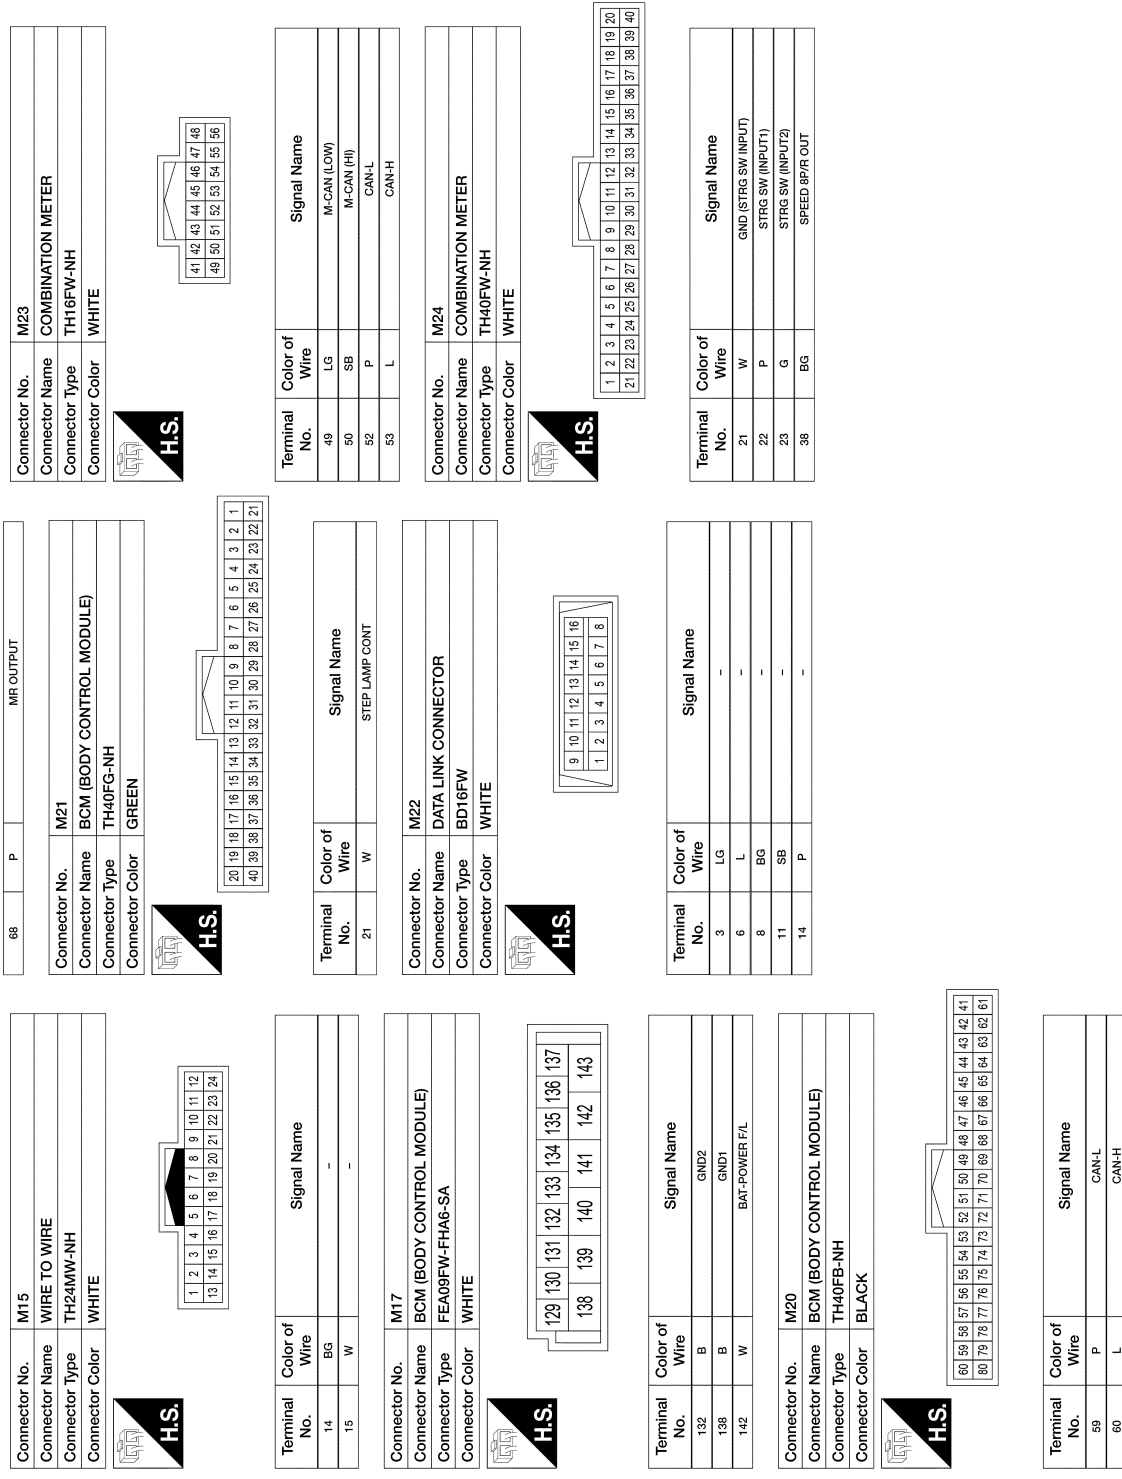 Connector No. M15
Connector Name WIRE TO WIRE
Connector Type TH24MW-NH
Connector Color WHITE
H.S.
1 2 3 4 5 6 7 8 9 10 11 12
13 14 15 16 17 18 19 20 21 22 23 24
Terminal No. Color of Wire Signal Name
14 BG –
15 W –
Connector No. M17
Connector Name BCM (BODY CONTROL MODULE)
Connector Type FEA09FW-FHA6-SA
Connector Color WHITE
H.S.
129 130 131 132 133 134 135 136 137
138 139 140 141 142 143
Terminal No. Color of Wire Signal Name
132 B GND2
138 B GND1
142 W BAT-POWER F/L
Connector No. M20
Connector Name BCM (BODY CONTROL MODULE)
Connector Type TH40FB-NH
Connector Color BLACK
H.S.
60 59 58 57 56 55 54 53 52 51 50 49 48 47 46 45 44 43 42 41
80 79 78 77 76 75 74 73 72 71 70 69 68 67 66 65 64 63 62 61
Terminal No. Color of Wire Signal Name
59 P CAN-L
60 L CAN-H
68 P MR OUTPUT
Connector No. M21
Connector Name BCM (BODY CONTROL MODULE)
Connector Type TH40FG-NH
Connector Color GREEN
H.S.
20 19 18 17 16 15 14 13 12 11 10 9 8 7 6 5 4 3 2 1
40 39 38 37 36 35 34 33 32 31 30 29 28 27 26 25 24 23 22 21
Terminal No. Color of Wire Signal Name
21 W STEP LAMP CONT
Connector No. M22
Connector Name DATA LINK CONNECTOR
Connector Type BD16FW
Connector Color WHITE
H.S.
9 10 11 12 13 14 15 16
1 2 3 4 5 6 7 8
Terminal No. Color of Wire Signal Name
3 LG –
6 L –
8 BG –
11 SB –
14 P –
Connector No. M23
Connector Name COMBINATION METER
Connector Type TH16FW-NH
Connector Color WHITE
H.S.
41 42 43 44 45 46 47 48
49 50 51 52 53 54 55 56
Terminal No. Color of Wire Signal Name
49 LG M-CAN (LOW)
50 SB M-CAN (HI)
52 P CAN-L
53 L CAN-H
Connector No. M24
Connector Name COMBINATION METER
Connector Type TH40FW-NH
Connector Color WHITE
H.S.
1 2 3 4 5 6 7 8 9 10 11 12 13 14 15 16 17 18 19 20
21 22 23 24 25 26 27 28 29 30 31 32 33 34 35 36 37 38 39 40
Terminal No. Color of Wire Signal Name
21 W GND (STRG SW INPUT)
22 P STRG SW (INPUT1)
23 G STRG SW (INPUT2)
38 BG SPEED 8P/R OUT